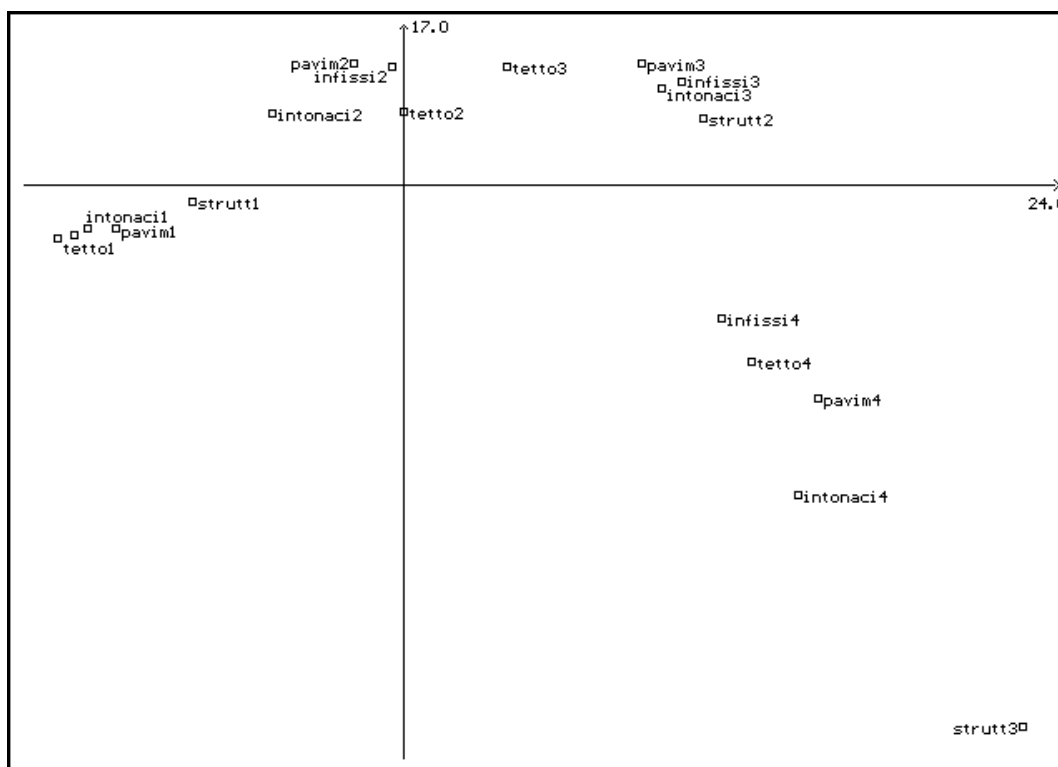 17.0
pavim2
infissi2
tetto3
pavim3
infissi3
intonaci3
intonaci2
tetto2
strutt2
24.0
strutt1
intonaci1
pavim1
tetto1
infissi4
tetto4
pavim4
intonaci4
strutt3